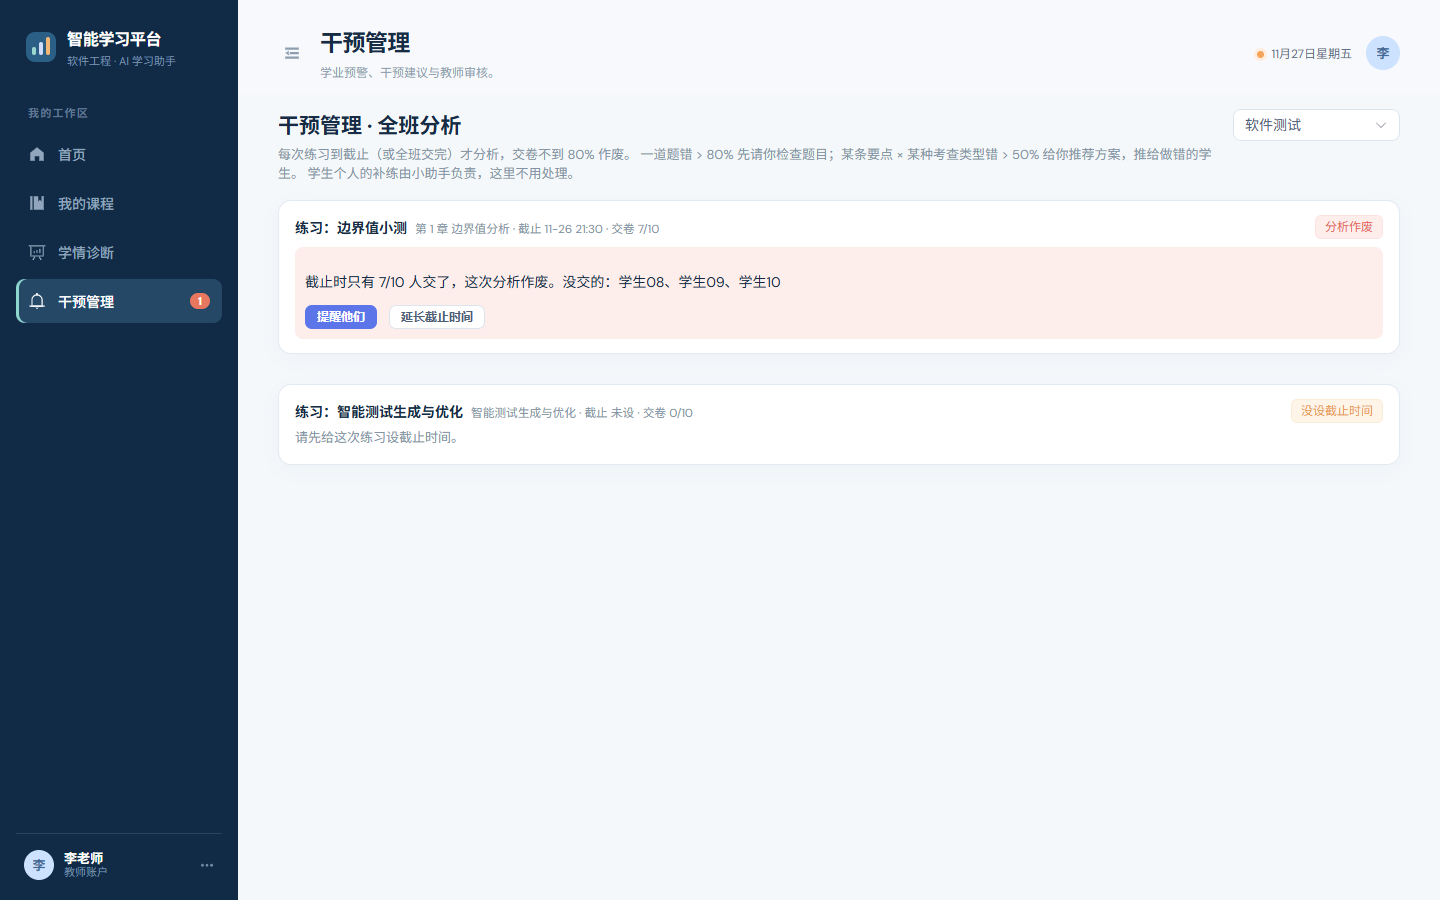 智能学习平台
软件工程 · AI 学习助手
我的工作区
首页
我的课程
学情诊断
干预管理
1
李
李老师
教师账户
干预管理
学业预警、干预建议与教师审核。
11月27日星期五
李
干预管理 · 全班分析
软件测试
每次练习到截止（或全班交完）才分析，交卷不到 80% 作废。 一道题错 > 80% 先请你检查题目；某条要点 × 某种考查类型错 > 50% 给你推荐方案，推给做错的学
生。 学生个人的补练由小助手负责，这里不用处理。
练习：边界值小测 第 1 章 边界值分析 · 截止 11-26 21:30 · 交卷 7/10
分析作废
截止时只有 7/10 人交了，这次分析作废。没交的：学生08、学生09、学生10
提醒他们
延长截止时间
练习：智能测试生成与优化 智能测试生成与优化 · 截止 未设 · 交卷 0/10
没设截止时间
请先给这次练习设截止时间。